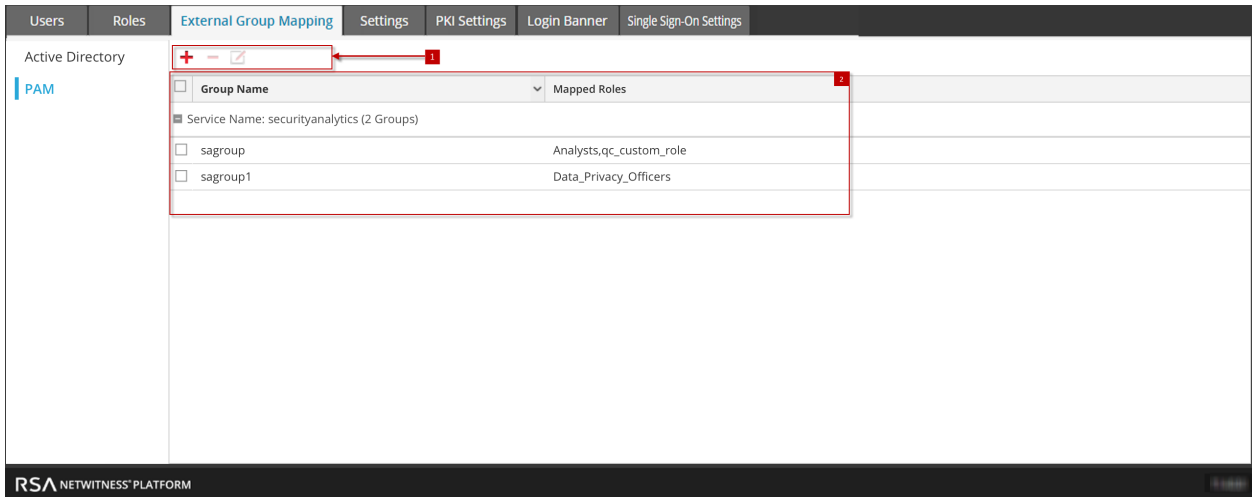 Users Roles External Group Mapping Settings PKI Settings Login Banner Single Sign-On Settings
Active Directory
1
PAM
2
Group Name Mapped Roles
Service Name: securityanalytics (2 Groups)
sagroup Analysts,qc_custom_role
sagroup1 Data_Privacy_Officers
RSA NETWITNESS® PLATFORM